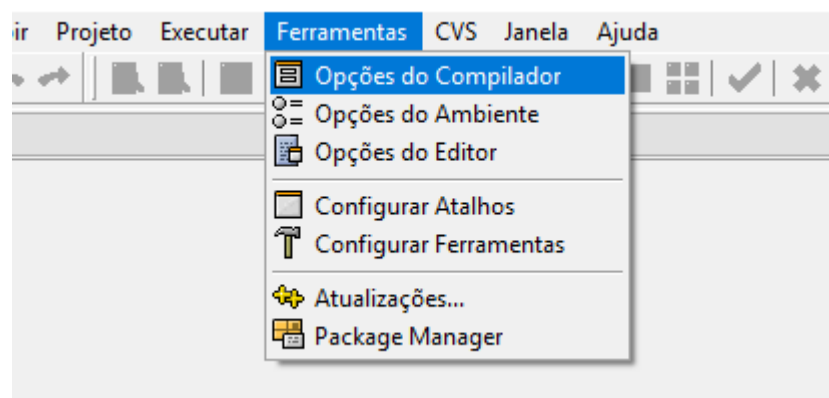 ir Projeto Executar Ferramentas CVS Janela Ajuda
Opções do Compilador
Opções do Ambiente
Opções do Editor
Configurar Atalhos
Configurar Ferramentas
Atualizações...
Package Manager